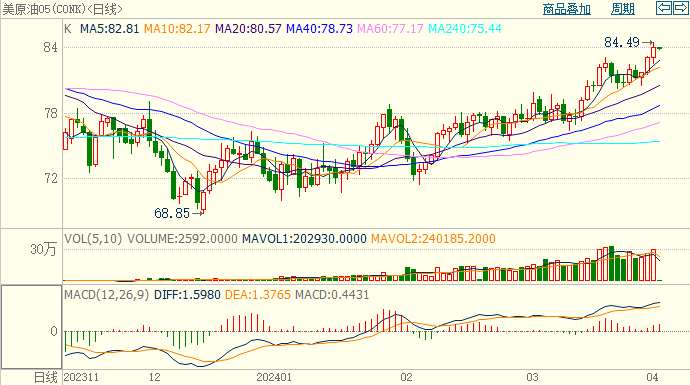 美原油05(CONK)<日线> 商品叠加 周期
K MA5:82.81 MA10:82.17 MA20:80.57 MA40:78.73 MA60:77.17 MA240:75.44
84.49
84
78
72
68.85
VOL(5,10) VOLUME:2592.0000 MAVOL1:202930.0000 MAVOL2:240185.2000
30万
MACD(12,26,9) DIFF:1.5980 DEA:1.3765 MACD:0.4431
0
日线 202311 12 202401 02 03 04